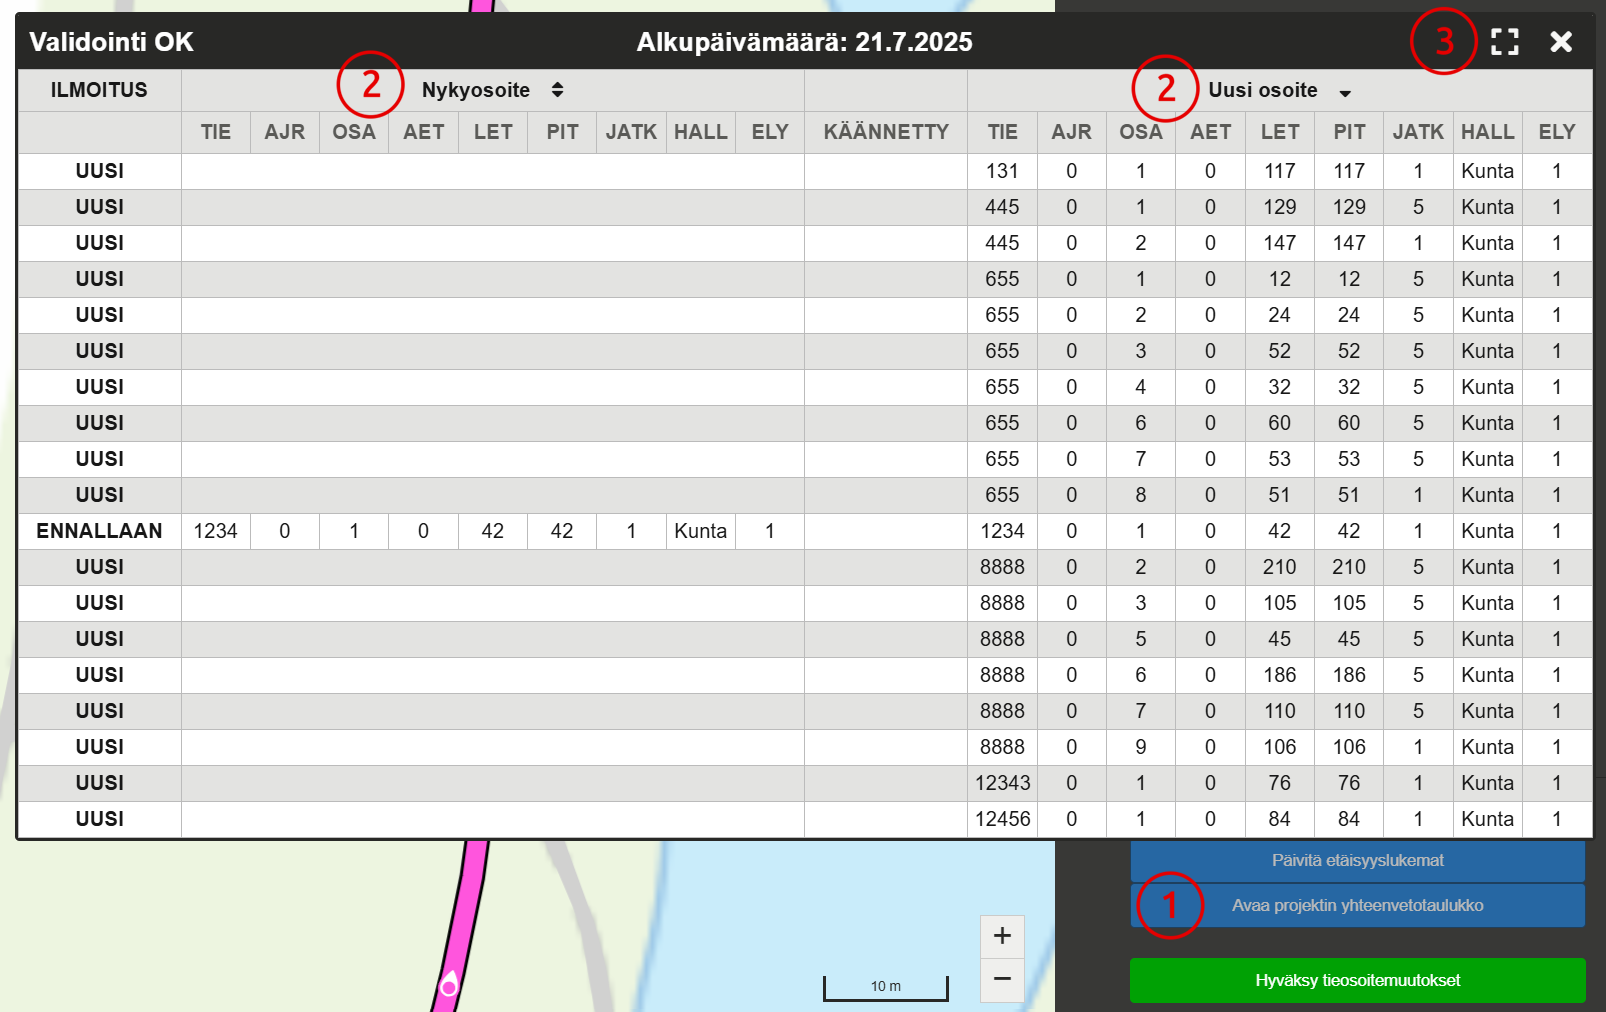 Validointi OK Alkupäivämäärä: 21.7.2025 3
ILMOITUS 2 Nykyosoite 2 Uusi osoite
TIE AJR OSA AET LET PIT JATK HALL ELY KÄÄNNETTY TIE AJR OSA AET LET PIT JATK HALL ELY
UUSI 131 0 1 0 117 117 1 Kunta 1
UUSI 445 0 1 0 129 129 5 Kunta 1
UUSI 445 0 2 0 147 147 1 Kunta 1
UUSI 655 0 1 0 12 12 5 Kunta 1
UUSI 655 0 2 0 24 24 5 Kunta 1
UUSI 655 0 3 0 52 52 5 Kunta 1
UUSI 655 0 4 0 32 32 5 Kunta 1
UUSI 655 0 6 0 60 60 5 Kunta 1
UUSI 655 0 7 0 53 53 5 Kunta 1
UUSI 655 0 8 0 51 51 1 Kunta 1
ENNALLAAN 1234 0 1 0 42 42 1 Kunta 1 1234 0 1 0 42 42 1 Kunta 1
UUSI 8888 0 2 0 210 210 5 Kunta 1
UUSI 8888 0 3 0 105 105 5 Kunta 1
UUSI 8888 0 5 0 45 45 5 Kunta 1
UUSI 8888 0 6 0 186 186 5 Kunta 1
UUSI 8888 0 7 0 110 110 5 Kunta 1
UUSI 8888 0 9 0 106 106 1 Kunta 1
UUSI 12343 0 1 0 76 76 1 Kunta 1
UUSI 12456 0 1 0 84 84 1 Kunta 1
Päivitä etäisyyslukemat
1 Avaa projektin yhteenvetotaulukko
+
−
10 m
Hyväksy tieosoitemuutokset